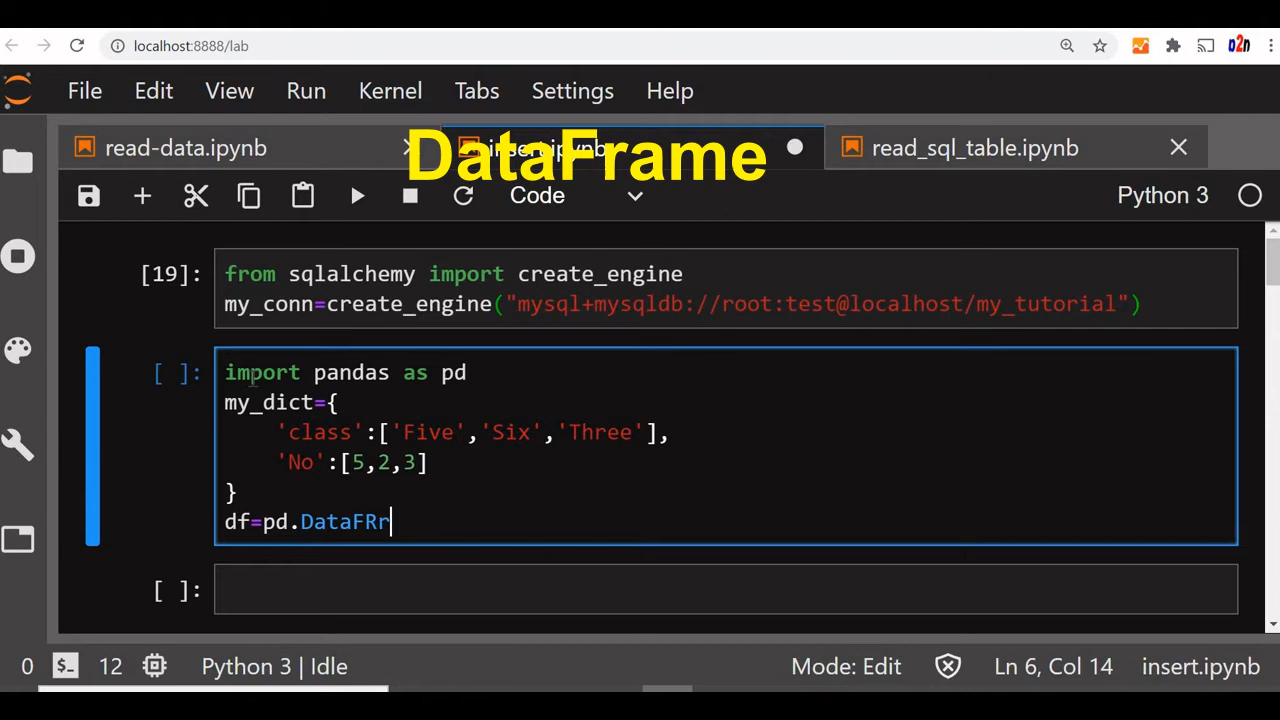 localhost:8888/lab
File Edit View Run Kernel Tabs Settings Help
read-data.ipynb insert.ipynb read_sql_table.ipynb
DataFrame
Code Python 3
[19]: from sqlalchemy import create_engine
my_conn=create_engine("mysql+mysqldb://root:test@localhost/my_tutorial")
[ ]: import pandas as pd
my_dict={
'class':['Five','Six','Three'],
'No':[5,2,3]
}
df=pd.DataFRr
[ ]:
0 $_ 12 Python 3 | Idle Mode: Edit Ln 6, Col 14 insert.ipynb